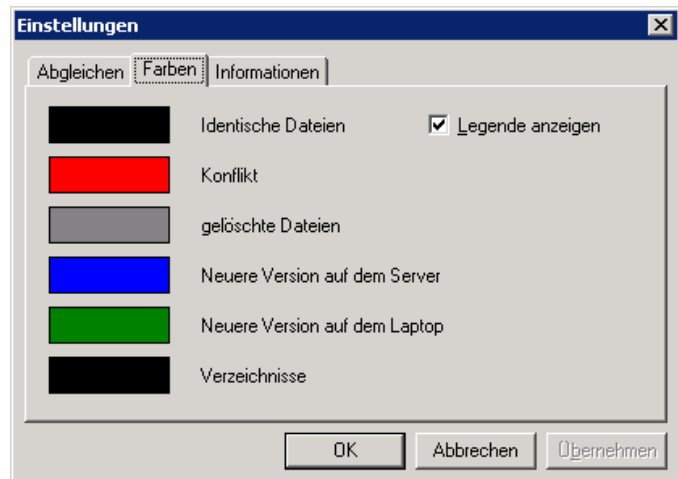 Einstellungen
Abgleichen Farben Informationen
Identische Dateien Legende anzeigen
Konflikt
gelöschte Dateien
Neuere Version auf dem Server
Neuere Version auf dem Laptop
Verzeichnisse
OK Abbrechen Übernehmen